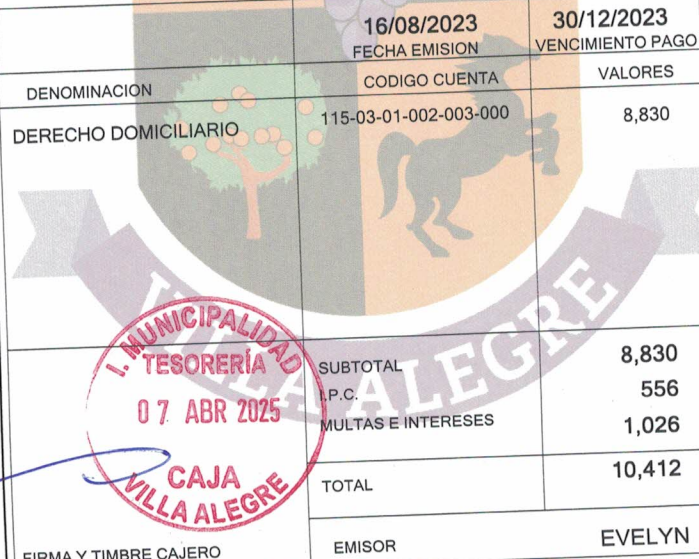 16/08/2023 30/12/2023
FECHA EMISION VENCIMIENTO PAGO
DENOMINACION CODIGO CUENTA VALORES
DERECHO DOMICILIARIO 115-03-01-002-003-000 8,830
VILLA ALEGRE
I. MUNICIPALIDAD
TESORERÍA
07 ABR 2025
CAJA
VILLA ALEGRE
SUBTOTAL 8,830
I.P.C. 556
MULTAS E INTERESES 1,026
TOTAL 10,412
FIRMA Y TIMBRE CAJERO EMISOR EVELYN